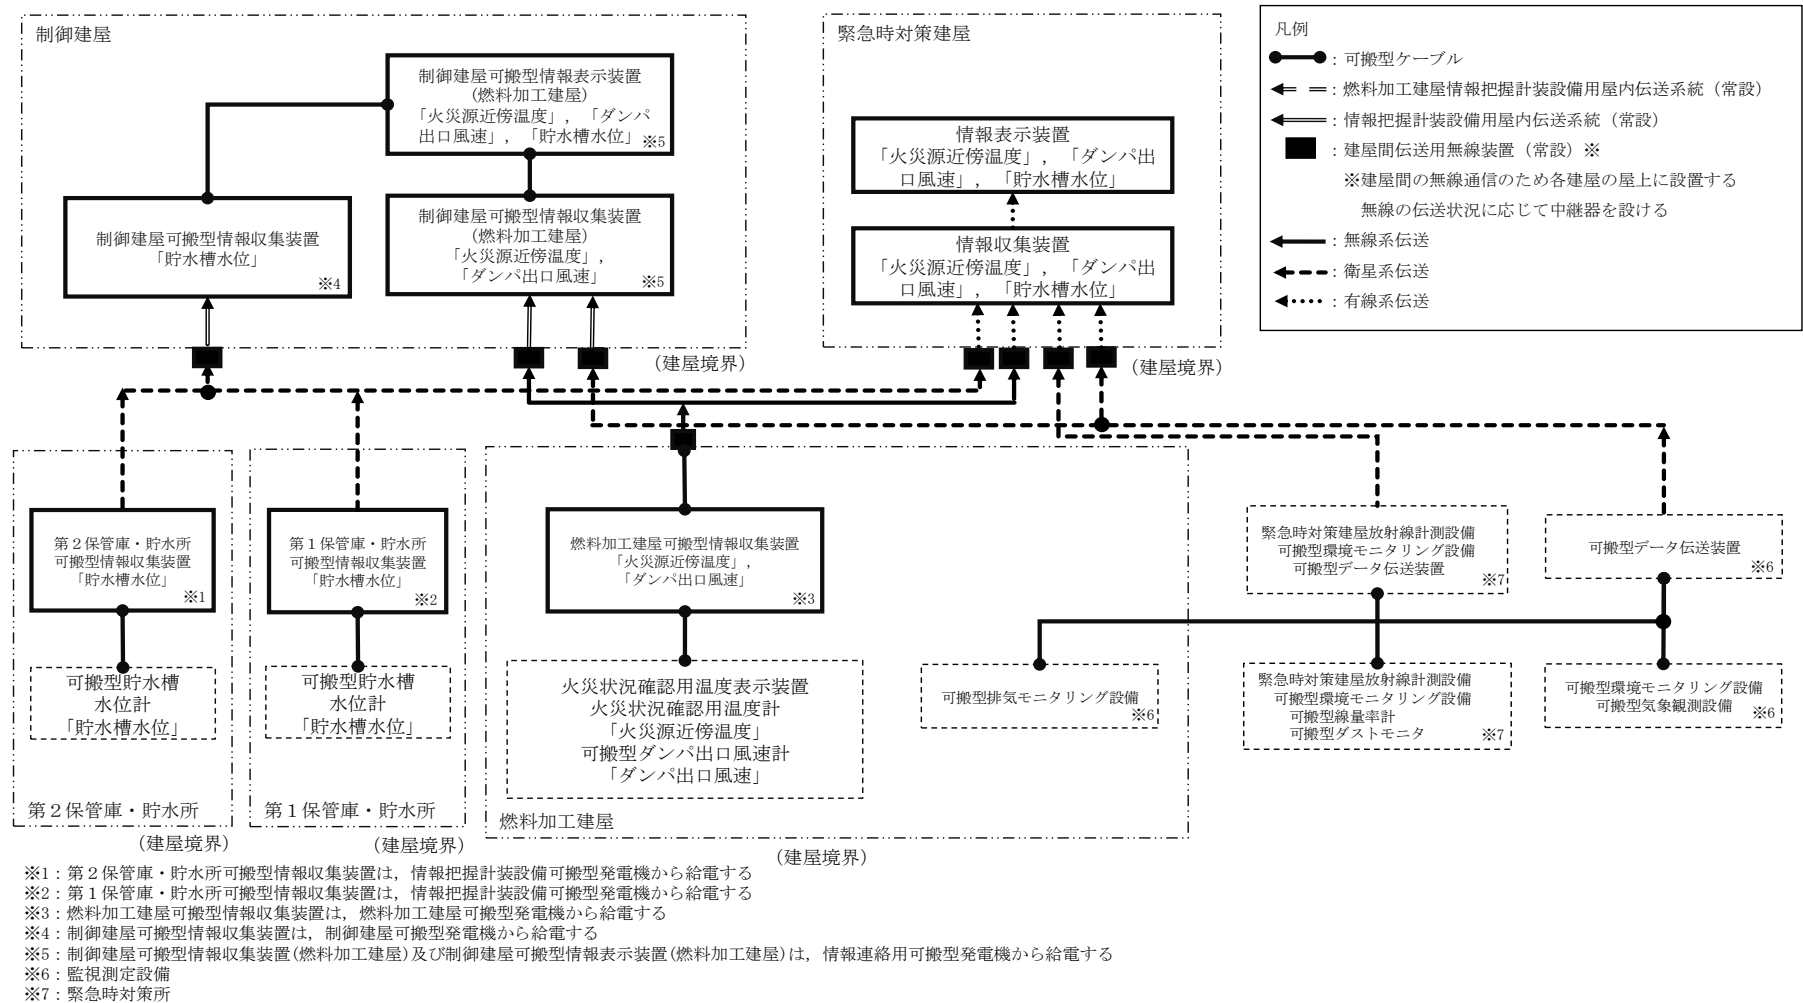 制御建屋
制御建屋可搬型情報表示装置
(燃料加工建屋)
「火災源近傍温度」，「ダンパ
出口風速」，「貯水槽水位」
※5
制御建屋可搬型情報収集装置
「貯水槽水位」
※4
制御建屋可搬型情報収集装置
(燃料加工建屋)
「火災源近傍温度」，
「ダンパ出口風速」
※5
（建屋境界）
緊急時対策建屋
情報表示装置
「火災源近傍温度」，「ダンパ出
口風速」，「貯水槽水位」
情報収集装置
「火災源近傍温度」，「ダンパ出
口風速」，「貯水槽水位」
（建屋境界）
凡例
：可搬型ケーブル
：燃料加工建屋情報把握計装設備用屋内伝送系統（常設）
：情報把握計装設備用屋内伝送系統（常設）
：建屋間伝送用無線装置（常設）※
※建屋間の無線通信のため各建屋の屋上に設置する
無線の伝送状況に応じて中継器を設ける
：無線系伝送
：衛星系伝送
：有線系伝送
第２保管庫・貯水所
可搬型情報収集装置
「貯水槽水位」
※1
可搬型貯水槽
水位計
「貯水槽水位」
第２保管庫・貯水所
（建屋境界）
第１保管庫・貯水所
可搬型情報収集装置
「貯水槽水位」
※2
可搬型貯水槽
水位計
「貯水槽水位」
第１保管庫・貯水所
（建屋境界）
燃料加工建屋可搬型情報収集装置
「火災源近傍温度」，
「ダンパ出口風速」
※3
火災状況確認用温度表示装置
火災状況確認用温度計
「火災源近傍温度」
可搬型ダンパ出口風速計
「ダンパ出口風速」
燃料加工建屋
（建屋境界）
可搬型排気モニタリング設備
※6
緊急時対策建屋放射線計測設備
可搬型環境モニタリング設備
可搬型データ伝送装置
※7
緊急時対策建屋放射線計測設備
可搬型環境モニタリング設備
可搬型線量率計
可搬型ダストモニタ
※7
可搬型データ伝送装置
※6
可搬型環境モニタリング設備
可搬型気象観測設備
※6
※1：第２保管庫・貯水所可搬型情報収集装置は，情報把握計装設備可搬型発電機から給電する
※2：第１保管庫・貯水所可搬型情報収集装置は，情報把握計装設備可搬型発電機から給電する
※3：燃料加工建屋可搬型情報収集装置は，燃料加工建屋可搬型発電機から給電する
※4：制御建屋可搬型情報収集装置は，制御建屋可搬型発電機から給電する
※5：制御建屋可搬型情報収集装置(燃料加工建屋)及び制御建屋可搬型情報表示装置(燃料加工建屋)は，情報連絡用可搬型発電機から給電する
※6：監視測定設備
※7：緊急時対策所